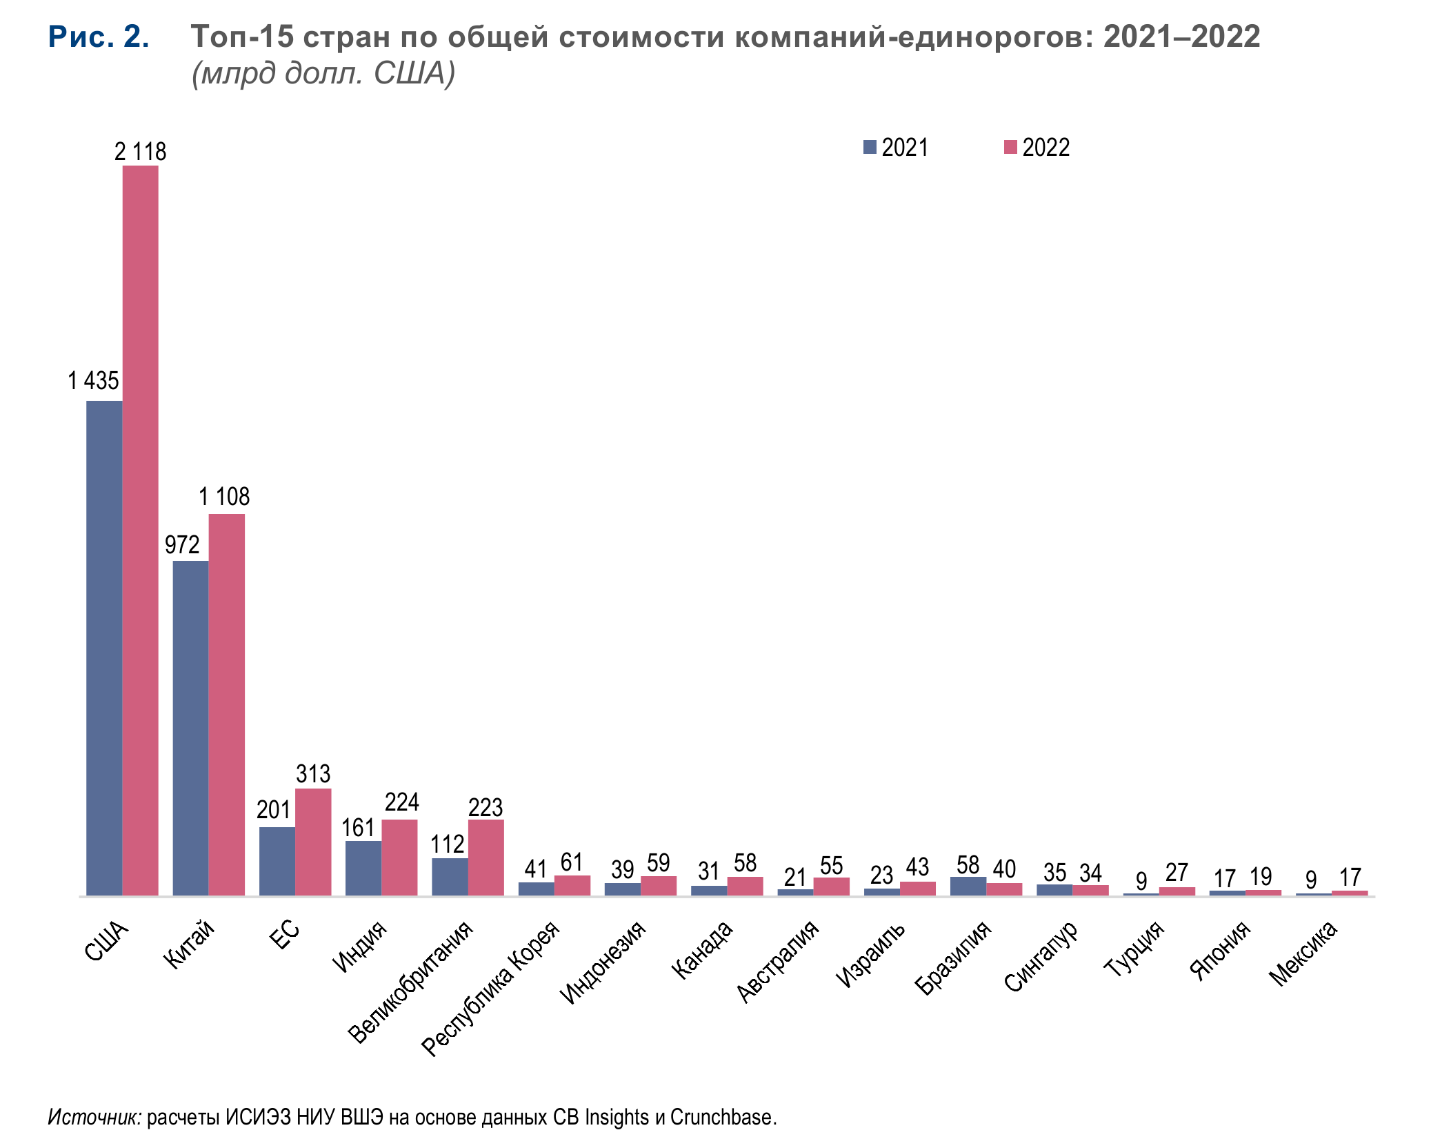 Рис. 2. Топ-15 стран по общей стоимости компаний-единорогов: 2021–2022
(млрд долл. США)
2021 2022
2 118
1 435
1 108
972
313
201
224
161
223
112
41 61
39 59
31 58
21 55
23 43
58 40
35 34
9 27
17 19
9 17
США
Китай
ЕС
Индия
Великобритания
Республика Корея
Индонезия
Канада
Австралия
Израиль
Бразилия
Сингапур
Турция
Япония
Мексика
Источник: расчеты ИСИЭЗ НИУ ВШЭ на основе данных CB Insights и Crunchbase.